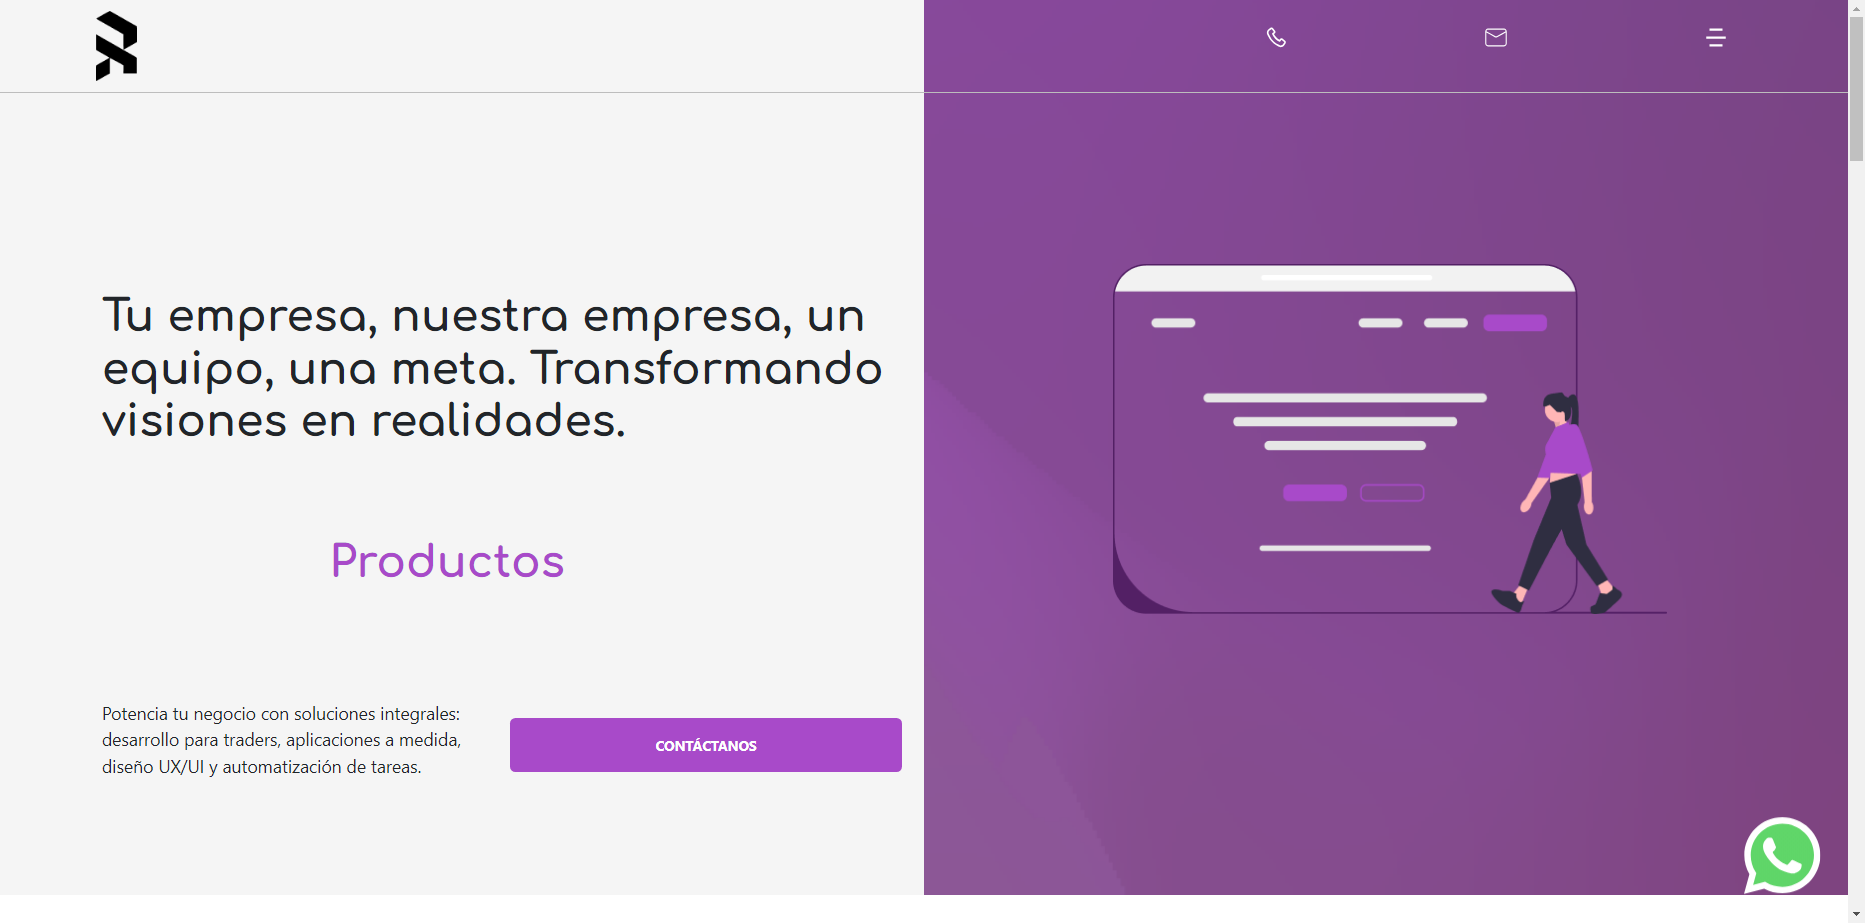 Tu empresa, nuestra empresa, un
equipo, una meta. Transformando
visiones en realidades.
Productos
Potencia tu negocio con soluciones integrales:
desarrollo para traders, aplicaciones a medida,
diseño UX/UI y automatización de tareas.
CONTÁCTANOS